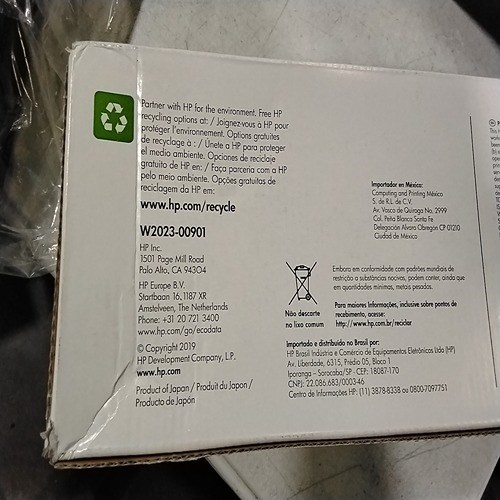 Partner with HP for the environment. Free HP
recycling options at: / Joignez-vous à HP pour
protéger l'environnement. Options gratuites
de recyclage à : / Únete a HP para proteger
el medio ambiente. Opciones de reciclaje
gratuito de HP en: / Faça parceria com a HP
pelo meio ambiente. Opções gratuitas de
reciclagem da HP em:
www.hp.com/recycle
W2023-00901
HP Inc.
1501 Page Mill Road
Palo Alto, CA 94304
HP Europe B.V.
Startbaan 16, 1187 XR
Amstelveen, The Netherlands
Phone: +31 20 721 3400
www.hp.com/go/ecodata
© Copyright 2019
HP Development Company, L.P.
www.hp.com
Product of Japan / Produit du Japon /
Producto de Japón
Importador en México:
Computing and Printing México
S. de R.L. de C.V.
Av. Vasco de Quiroga No. 2999
Col. Peña Blanca Santa Fe
Delegación Alvaro Obregón CP 01210
Ciudad de México
Não descarte
no lixo comum
Embora em conformidade com padrões mundiais de
restrição a substâncias nocivas, podem conter, ainda que
em quantidades mínimas, metais pesados.
Para maiores informações, inclusive sobre pontos de
recebimento, acesse:
http://www.hp.com.br/reciclar
Importado e distribuido no Brasil por:
HP Brasil Indústria e Comércio de Equipamentos Eletrônicos Ltda (HP)
Av. Liberdade, 6315, Prédio 05, Bloco 1
Iporanga – Sorocaba/SP - CEP: 18087-170
CNPJ: 22.086.683/0003-46
Centro de Informações HP: (11) 3878-8338 ou 0800-7097751